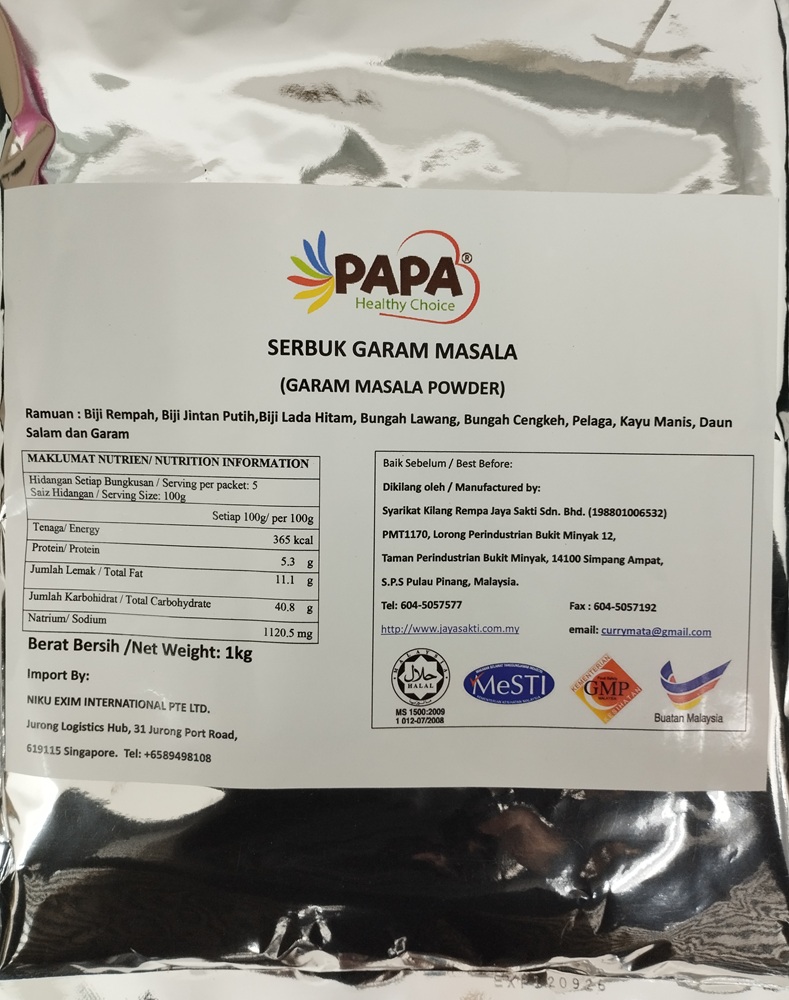 PAPA®
Healthy Choice
SERBUK GARAM MASALA
(GARAM MASALA POWDER)
Ramuan : Biji Rempah, Biji Jintan Putih,Biji Lada Hitam, Bungah Lawang, Bungah Cengkeh, Pelaga, Kayu Manis, Daun
Salam dan Garam
MAKLUMAT NUTRIEN/ NUTRITION INFORMATION
Hidangan Setiap Bungkusan / Serving per packet: 5
Saiz Hidangan / Serving Size: 100g
Setiap 100g/ per 100g
Tenaga/ Energy 365 kcal
Protein/ Protein 5.3 g
Jumlah Lemak / Total Fat 11.1 g
Jumlah Karbohidrat / Total Carbohydrate 40.8 g
Natrium/ Sodium 1120.5 mg
Berat Bersih /Net Weight: 1kg
Import By:
NIKU EXIM INTERNATIONAL PTE LTD.
Jurong Logistics Hub, 31 Jurong Port Road,
619115 Singapore. Tel: +6589498108
Baik Sebelum / Best Before:
Dikilang oleh / Manufactured by:
Syarikat Kilang Rempa Jaya Sakti Sdn. Bhd. (198801006532)
PMT1170, Lorong Perindustrian Bukit Minyak 12,
Taman Perindustrian Bukit Minyak, 14100 Simpang Ampat,
S.P.S Pulau Pinang, Malaysia.
Tel: 604-5057577 Fax : 604-5057192
http://www.jayasakti.com.my email: currymata@gmail.com
MALAYSIA
حلال
HALAL
MS 1500:2009
1 012-07/2008
MeSTI
KEMENTERIAN
GMP
KESIHATAN
Buatan Malaysia
EXP 120926